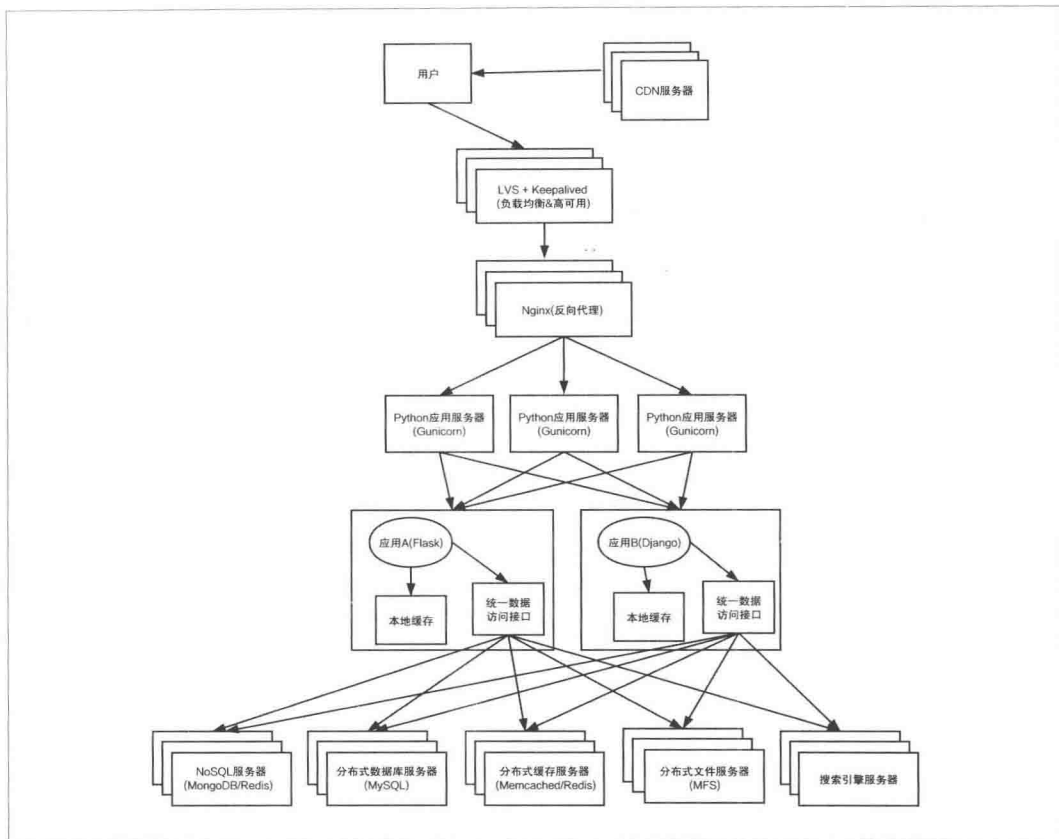 用户
CDN服务器
LVS + Keepalived
(负载均衡&高可用)
Nginx(反向代理)
Python应用服务器
(Gunicorn)
Python应用服务器
(Gunicorn)
Python应用服务器
(Gunicorn)
应用A(Flask)
本地缓存
统一数据
访问接口
应用B(Django)
本地缓存
统一数据
访问接口
NoSQL服务器
(MongoDB/Redis)
分布式数据库服务器
(MySQL)
分布式缓存服务器
(Memcached/Redis)
分布式文件服务器
(MFS)
搜索引擎服务器